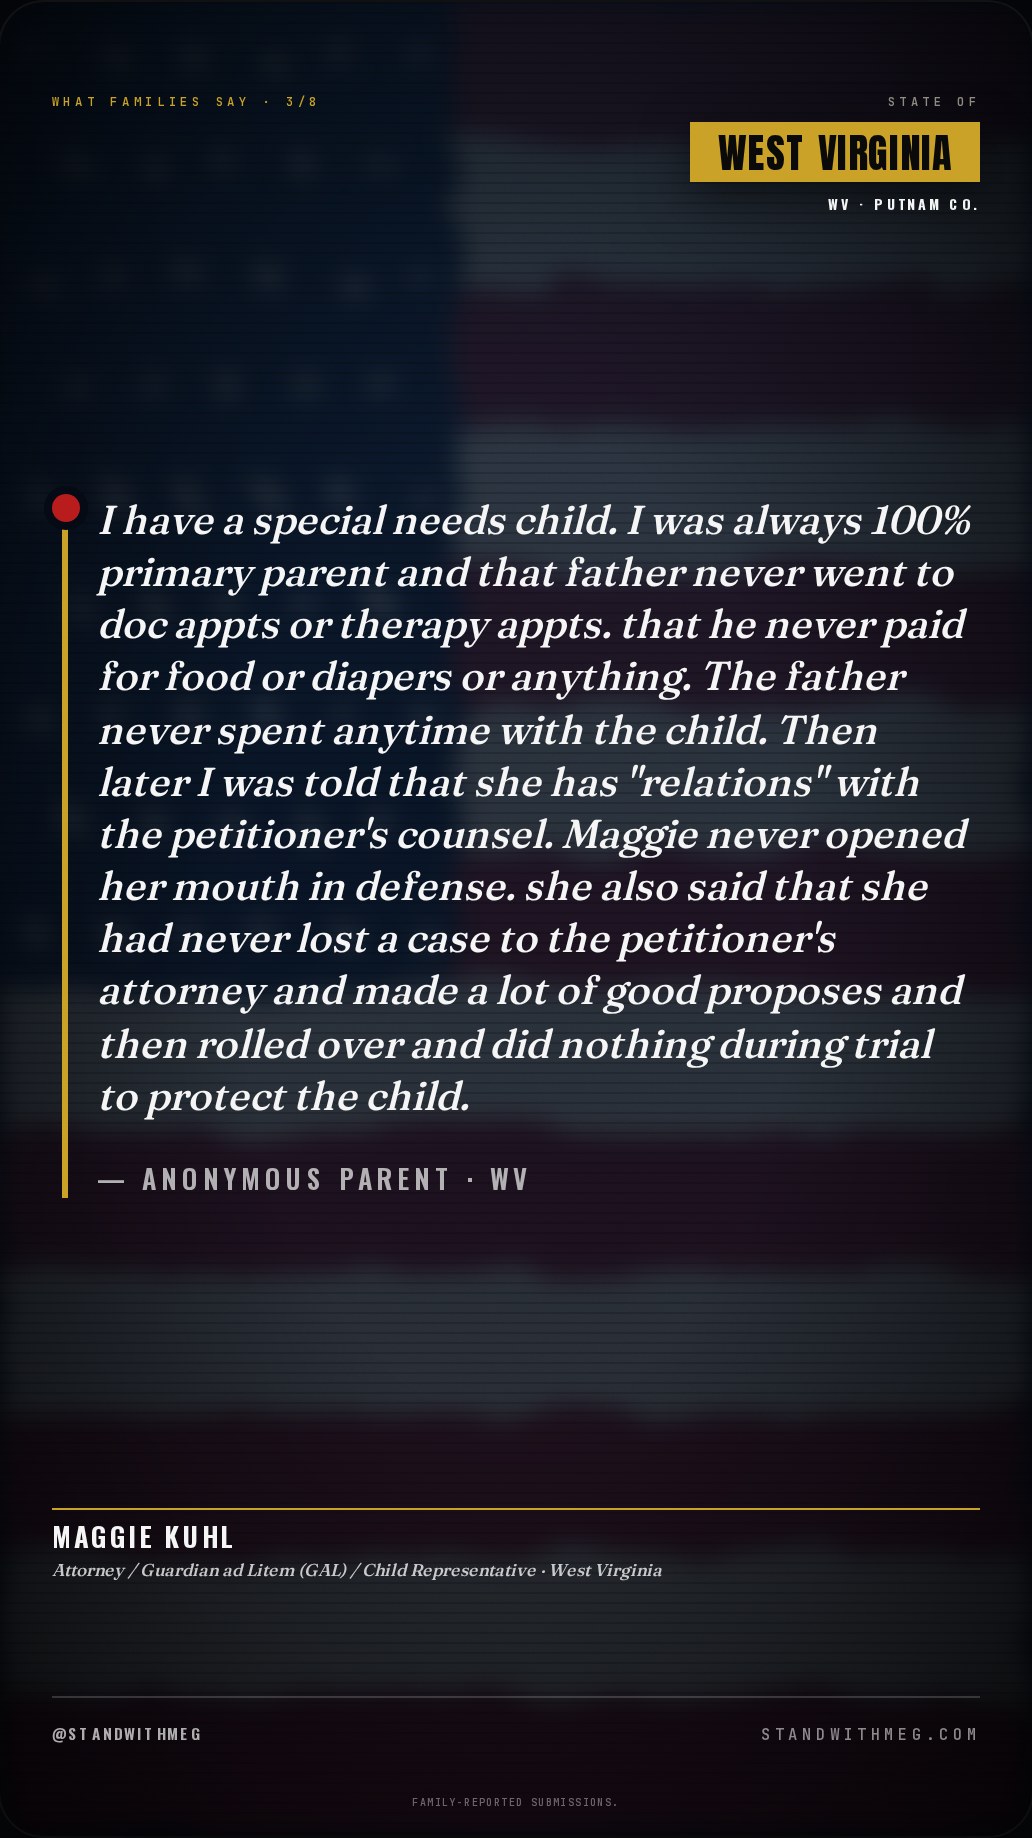 WHAT FAMILIES SAY · 3/8
STATE OF
WEST VIRGINIA
WV · PUTNAM CO.
I have a special needs child. I was always 100%
primary parent and that father never went to
doc appts or therapy appts. that he never paid
for food or diapers or anything. The father
never spent anytime with the child. Then
later I was told that she has "relations" with
the petitioner's counsel. Maggie never opened
her mouth in defense. she also said that she
had never lost a case to the petitioner's
attorney and made a lot of good proposes and
then rolled over and did nothing during trial
to protect the child.
— ANONYMOUS PARENT · WV
MAGGIE KUHL
Attorney / Guardian ad Litem (GAL) / Child Representative · West Virginia
@STANDWITHMEG
STANDWITHMEG.COM
FAMILY-REPORTED SUBMISSIONS.